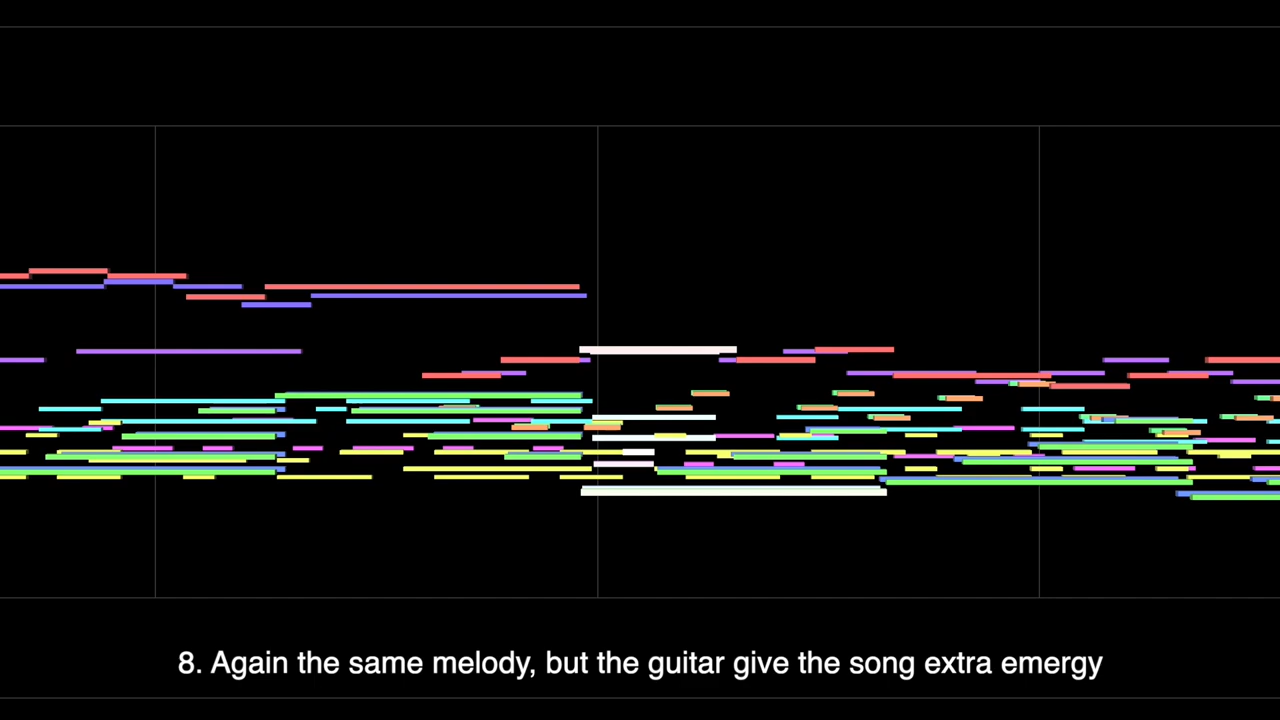 8. Again the same melody, but the guitar give the song extra emergy